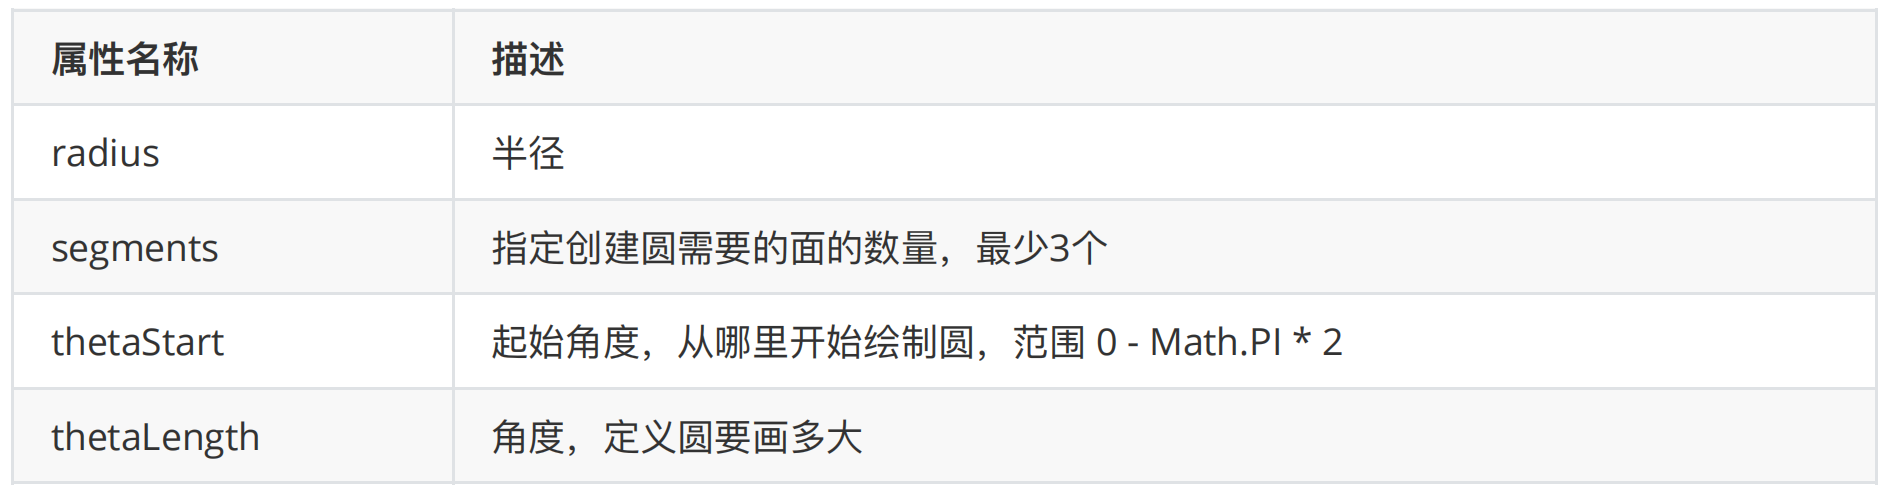 属性名称 描述
radius 半径
segments 指定创建圆需要的面的数量，最少3个
thetaStart 起始角度，从哪里开始绘制圆，范围 0 - Math.PI * 2
thetaLength 角度，定义圆要画多大